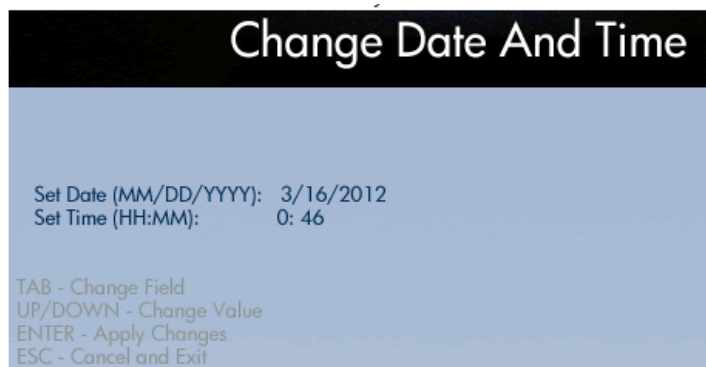 Change Date And Time
Set Date (MM/DD/YYYY): 3/16/2012
Set Time (HH:MM): 0: 46
TAB - Change Field
UP/DOWN - Change Value
ENTER - Apply Changes
ESC - Cancel and Exit